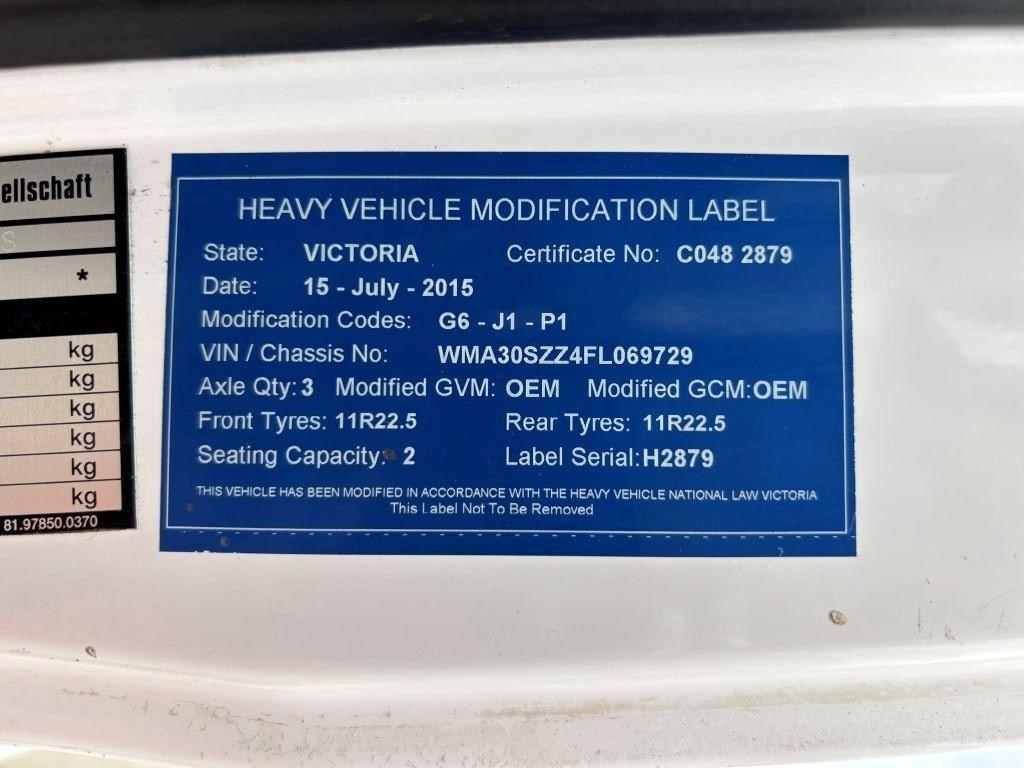 ellschaft
S
*
kg
kg
kg
kg
kg
kg
81.97850.0370
HEAVY VEHICLE MODIFICATION LABEL
State: VICTORIA Certificate No: C048 2879
Date: 15 - July - 2015
Modification Codes: G6 - J1 - P1
VIN / Chassis No: WMA30SZZ4FL069729
Axle Qty: 3 Modified GVM: OEM Modified GCM: OEM
Front Tyres: 11R22.5 Rear Tyres: 11R22.5
Seating Capacity: 2 Label Serial: H2879
THIS VEHICLE HAS BEEN MODIFIED IN ACCORDANCE WITH THE HEAVY VEHICLE NATIONAL LAW VICTORIA
This Label Not To Be Removed